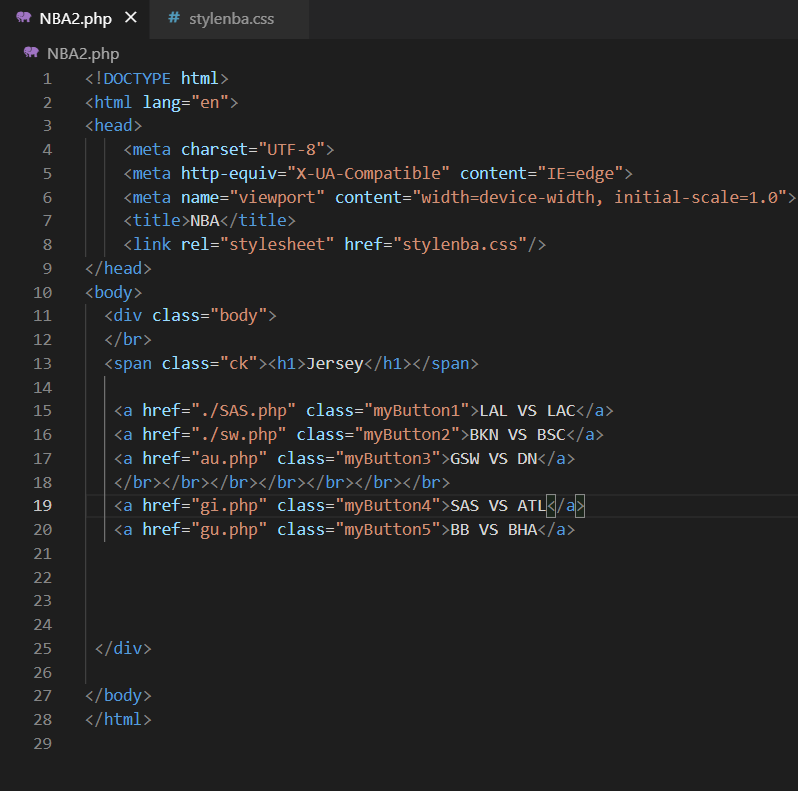 NBA2.php × # stylenba.css
NBA2.php
1 <!DOCTYPE html>
2 <html lang="en">
3 <head>
4 <meta charset="UTF-8">
5 <meta http-equiv="X-UA-Compatible" content="IE=edge">
6 <meta name="viewport" content="width=device-width, initial-scale=1.0">
7 <title>NBA</title>
8 <link rel="stylesheet" href="stylenba.css"/>
9 </head>
10 <body>
11 <div class="body">
12 </br>
13 <span class="ck"><h1>Jersey</h1></span>
14
15 <a href="./SAS.php" class="myButton1">LAL VS LAC</a>
16 <a href="./sw.php" class="myButton2">BKN VS BSC</a>
17 <a href="au.php" class="myButton3">GSW VS DN</a>
18 </br></br></br></br></br></br></br>
19 <a href="gi.php" class="myButton4">SAS VS ATL</a>
20 <a href="gu.php" class="myButton5">BB VS BHA</a>
21
22
23
24
25 </div>
26
27 </body>
28 </html>
29